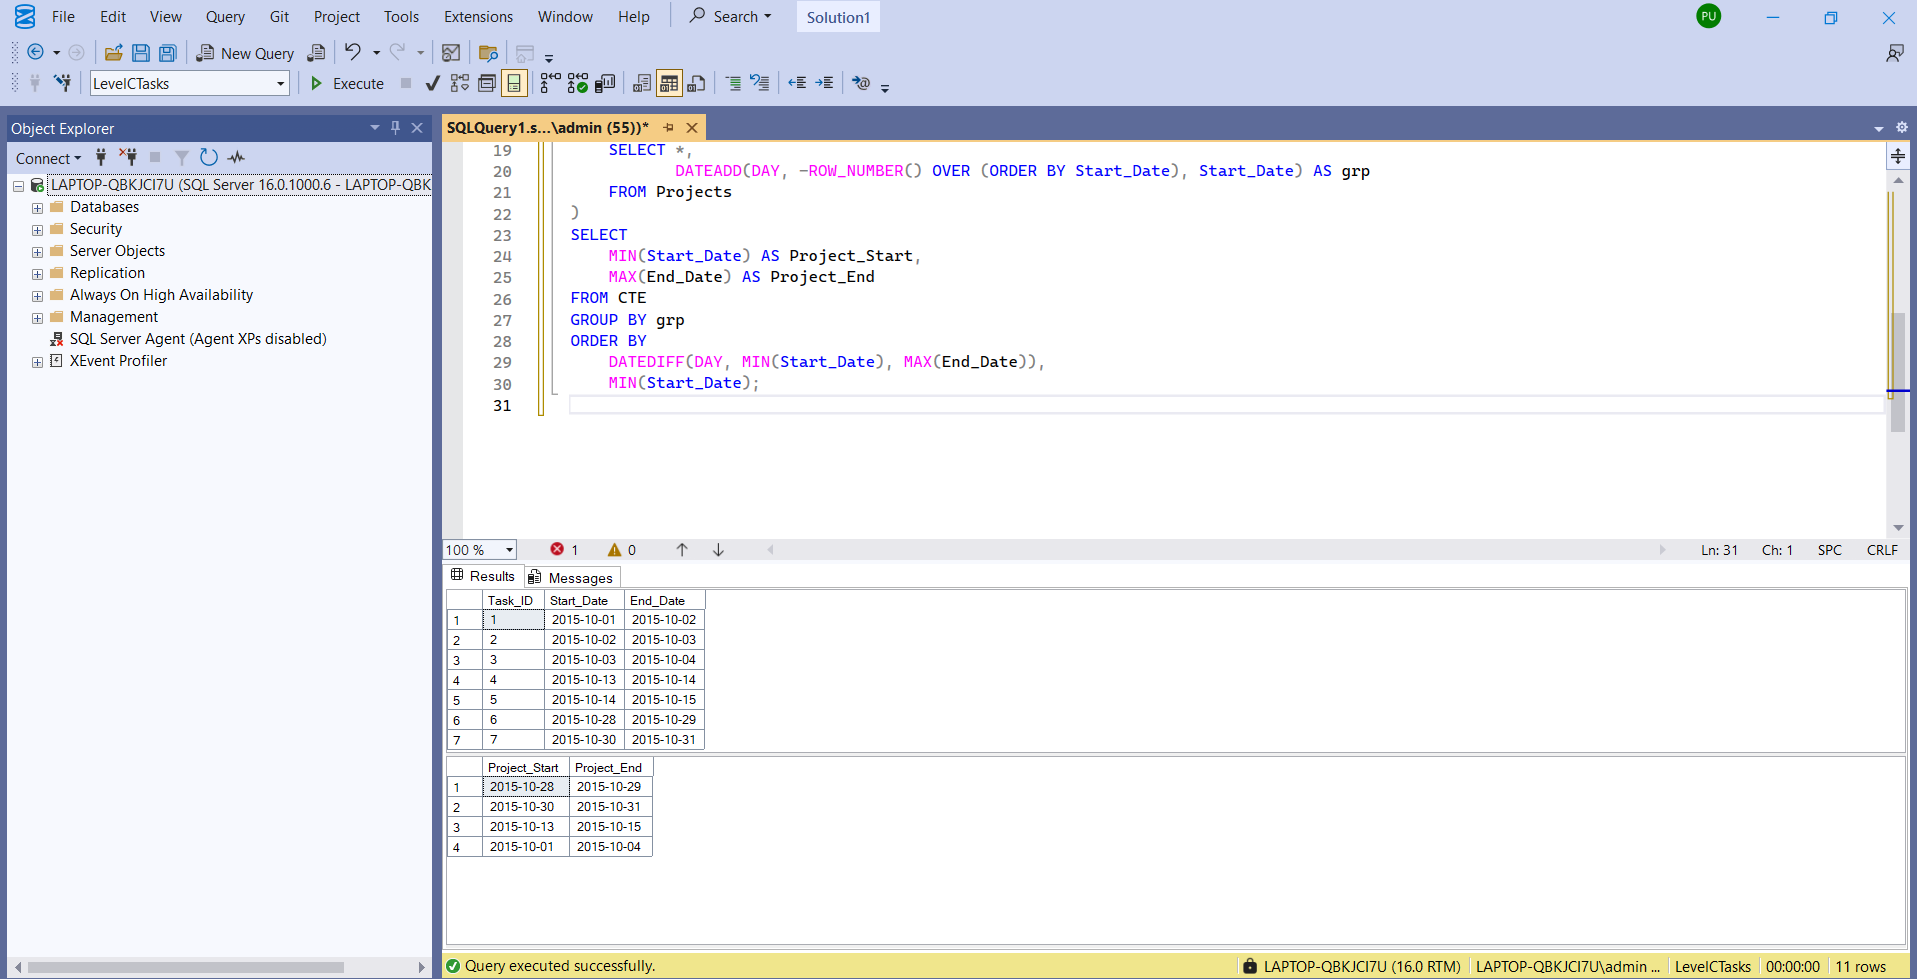 File Edit View Query Git Project Tools Extensions Window Help Search Solution1 PU
New Query
LevelCTasks Execute
Object Explorer
Connect
LAPTOP-QBKJCI7U (SQL Server 16.0.1000.6 - LAPTOP-QBK
Databases
Security
Server Objects
Replication
Always On High Availability
Management
SQL Server Agent (Agent XPs disabled)
XEvent Profiler
SQLQuery1.s...\admin (55))*
19 SELECT *,
20 DATEADD(DAY, -ROW_NUMBER() OVER (ORDER BY Start_Date), Start_Date) AS grp
21 FROM Projects
22 )
23 SELECT
24 MIN(Start_Date) AS Project_Start,
25 MAX(End_Date) AS Project_End
26 FROM CTE
27 GROUP BY grp
28 ORDER BY
29 DATEDIFF(DAY, MIN(Start_Date), MAX(End_Date)),
30 MIN(Start_Date);
31
100 % 1 0 Ln: 31 Ch: 1 SPC CRLF
Results Messages
Task_ID Start_Date End_Date
1 1 2015-10-01 2015-10-02
2 2 2015-10-02 2015-10-03
3 3 2015-10-03 2015-10-04
4 4 2015-10-13 2015-10-14
5 5 2015-10-14 2015-10-15
6 6 2015-10-28 2015-10-29
7 7 2015-10-30 2015-10-31
Project_Start Project_End
1 2015-10-28 2015-10-29
2 2015-10-30 2015-10-31
3 2015-10-13 2015-10-15
4 2015-10-01 2015-10-04
Query executed successfully. LAPTOP-QBKJCI7U (16.0 RTM) LAPTOP-QBKJCI7U\admin ... LevelCTasks 00:00:00 11 rows